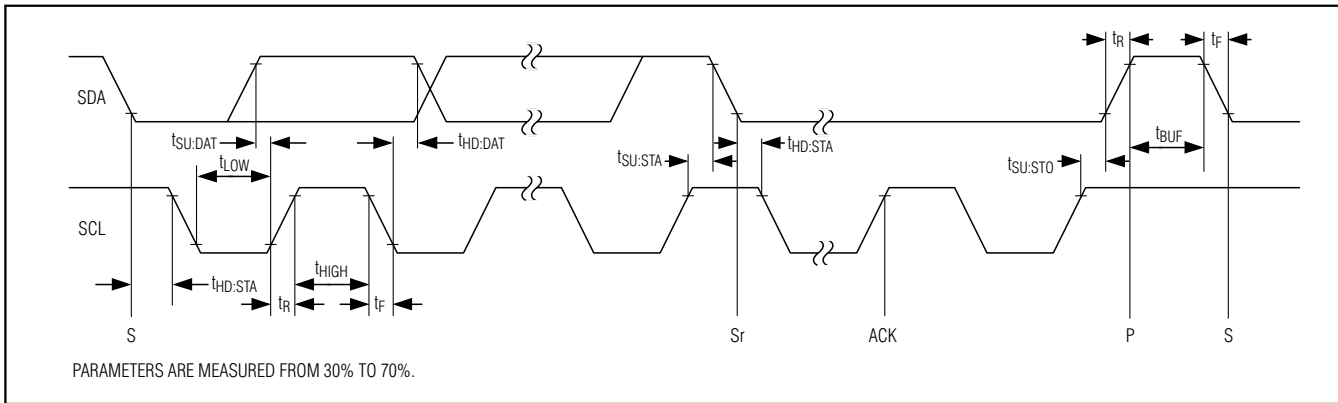 tR
tF
SDA
tSU:DAT
tHD:DAT
tLOW
tSU:STA
tHD:STA
tBUF
tSU:STO
SCL
tHD:STA
tR
tHIGH
tF
S
Sr
ACK
P
S
PARAMETERS ARE MEASURED FROM 30% TO 70%.